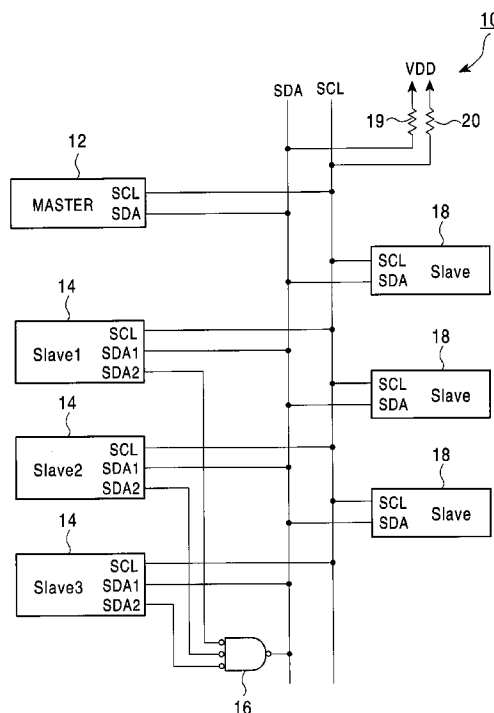 10
VDD
SDA
SCL
19
20
12
MASTER
SCL
SDA
18
SCL
SDA
Slave
14
Slave1
SCL
SDA1
SDA2
18
SCL
SDA
Slave
14
Slave2
SCL
SDA1
SDA2
18
SCL
SDA
Slave
14
Slave3
SCL
SDA1
SDA2
16